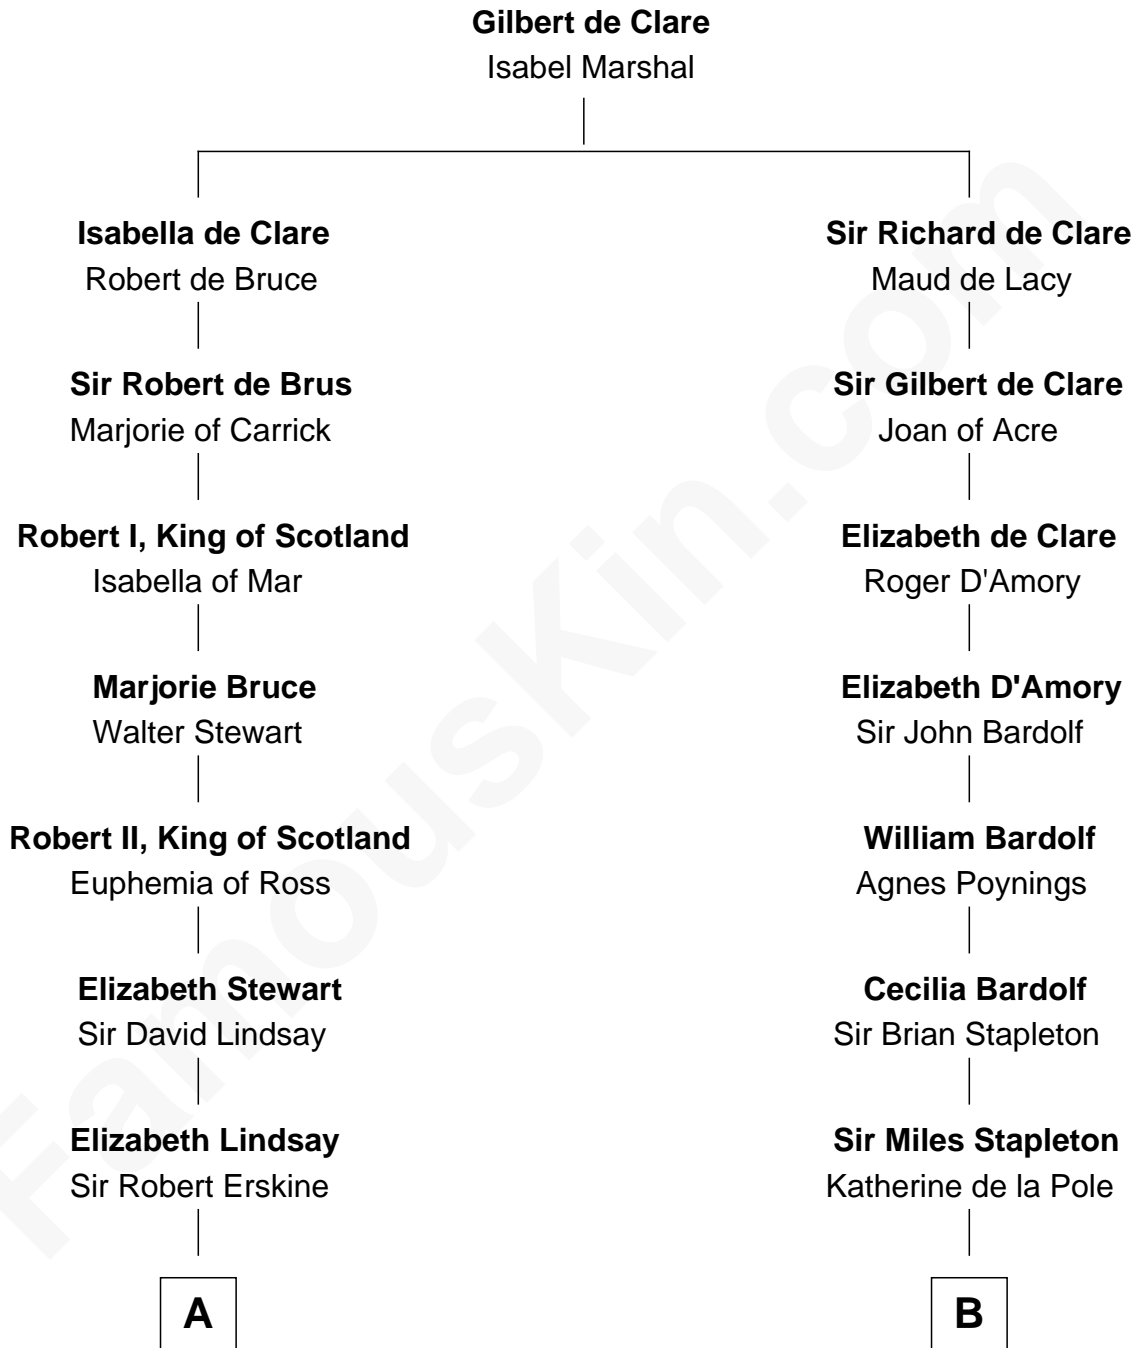 Gilbert de Clare
Isabel Marshal
Isabella de Clare
Robert de Bruce
Sir Richard de Clare
Maud de Lacy
Sir Robert de Brus
Marjorie of Carrick
Sir Gilbert de Clare
Joan of Acre
Robert I, King of Scotland
Isabella of Mar
Elizabeth de Clare
Roger D'Amory
Marjorie Bruce
Walter Stewart
Elizabeth D'Amory
Sir John Bardolf
Robert II, King of Scotland
Euphemia of Ross
William Bardolf
Agnes Poynings
Elizabeth Stewart
Sir David Lindsay
Cecilia Bardolf
Sir Brian Stapleton
Elizabeth Lindsay
Sir Robert Erskine
Sir Miles Stapleton
Katherine de la Pole
A
B
FamousKin.com